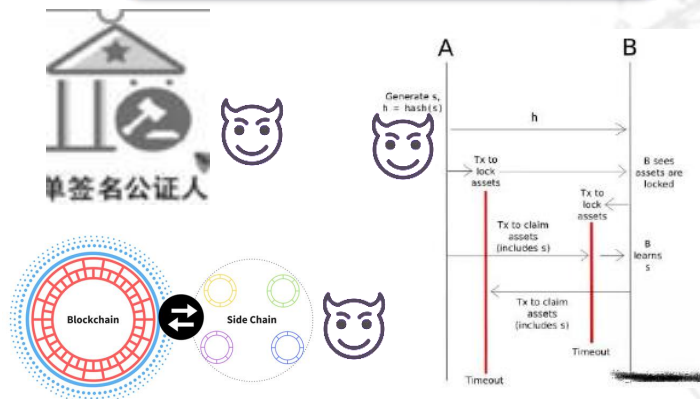 单签名公证人
Blockchain
Side Chain
A
B
Generate s,
h = hash(s)
h
Tx to
lock
assets
B sees
assets are
locked
Tx to
lock
assets
Tx to claim
assets
(includes s)
B
learns
s
Tx to claim
assets
(includes s)
Timeout
Timeout